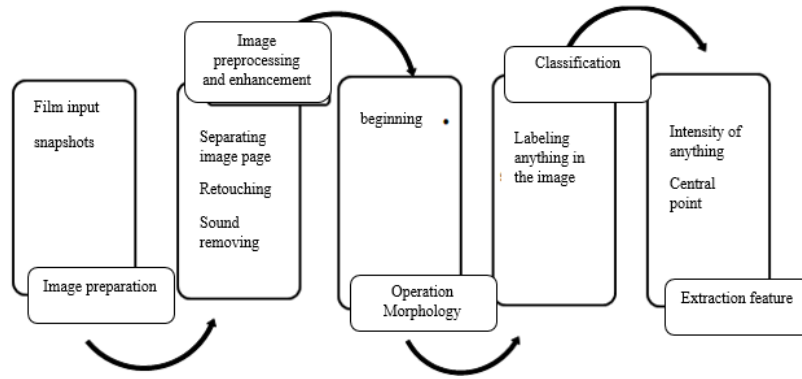 Film input
snapshots
Image preparation
Image
preprocessing
and enhancement
Separating
image page
Retouching
Sound
removing
beginning
Operation
Morphology
Classification
Labeling
anything in
the image
Intensity of
anything
Central
point
Extraction feature